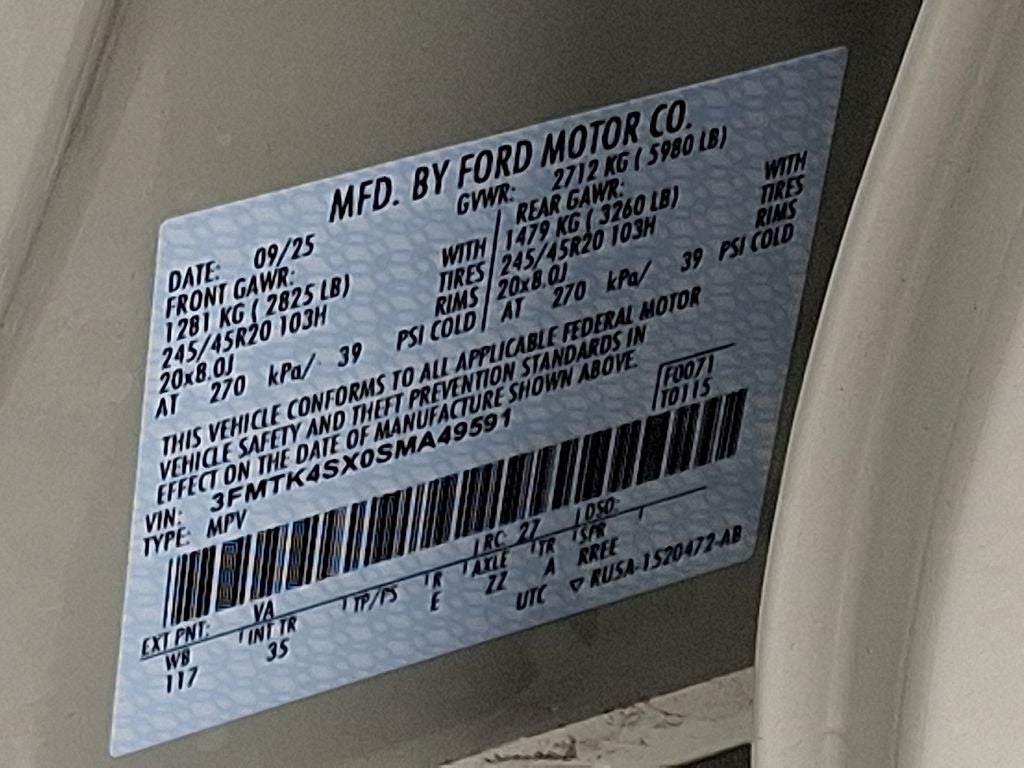 MFD. BY FORD MOTOR CO.
DATE: 09/25 GVWR: 2712 KG ( 5980 LB)
FRONT GAWR: REAR GAWR:
1281 KG ( 2825 LB) WITH 1479 KG ( 3260 LB) WITH
245/45R20 103H TIRES 245/45R20 103H TIRES
20x8.0J RIMS 20x8.0J RIMS
AT 270 kPa/ 39 PSI COLD AT 270 kPa/ 39 PSI COLD
THIS VEHICLE CONFORMS TO ALL APPLICABLE FEDERAL MOTOR
VEHICLE SAFETY AND THEFT PREVENTION STANDARDS IN
EFFECT ON THE DATE OF MANUFACTURE SHOWN ABOVE.
VIN: 3FMTK4SX0SMA49591 F0071
TYPE: MPV T0115
EXT PNT: VA RC: 27 DSO:
WB INT TR TP/PS R AXLE TR SPR
117 35 E ZZ A RREE
UTC ▽ RUSA-1520472-AB